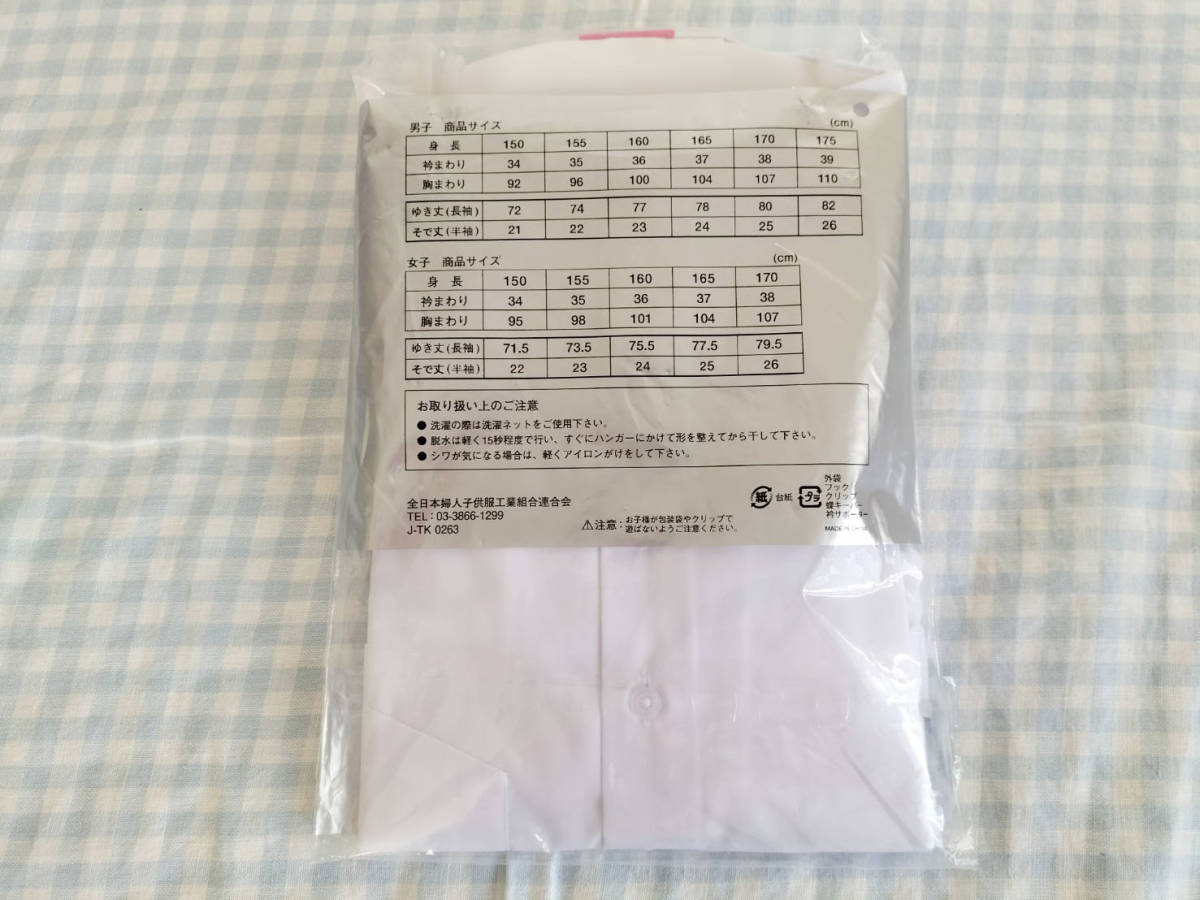 男子 商品サイズ (cm)
身長 150 155 160 165 170 175
衿まわり 34 35 36 37 38 39
胸まわり 92 96 100 104 107 110
ゆき丈(長袖) 72 74 77 78 80 82
そで丈(半袖) 21 22 23 24 25 26
女子 商品サイズ (cm)
身長 150 155 160 165 170
衿まわり 34 35 36 37 38
胸まわり 95 98 101 104 107
ゆき丈(長袖) 71.5 73.5 75.5 77.5 79.5
そで丈(半袖) 22 23 24 25 26
お取り扱い上のご注意
● 洗濯の際は洗濯ネットをご使用下さい。
● 脱水は軽く15秒程度で行い、すぐにハンガーにかけて形を整えてから干して下さい。
● シワが気になる場合は、軽くアイロンがけをして下さい。
全日本婦人子供服工業組合連合会
TEL:03-3866-1299
J-TK 0263
⚠注意:お子様が包装袋やクリップで
遊ばないようご注意ください。
紙 台紙
プラ
外袋
フック
クリップ
蝶キーパー
衿サポーター
MADE IN CHINA